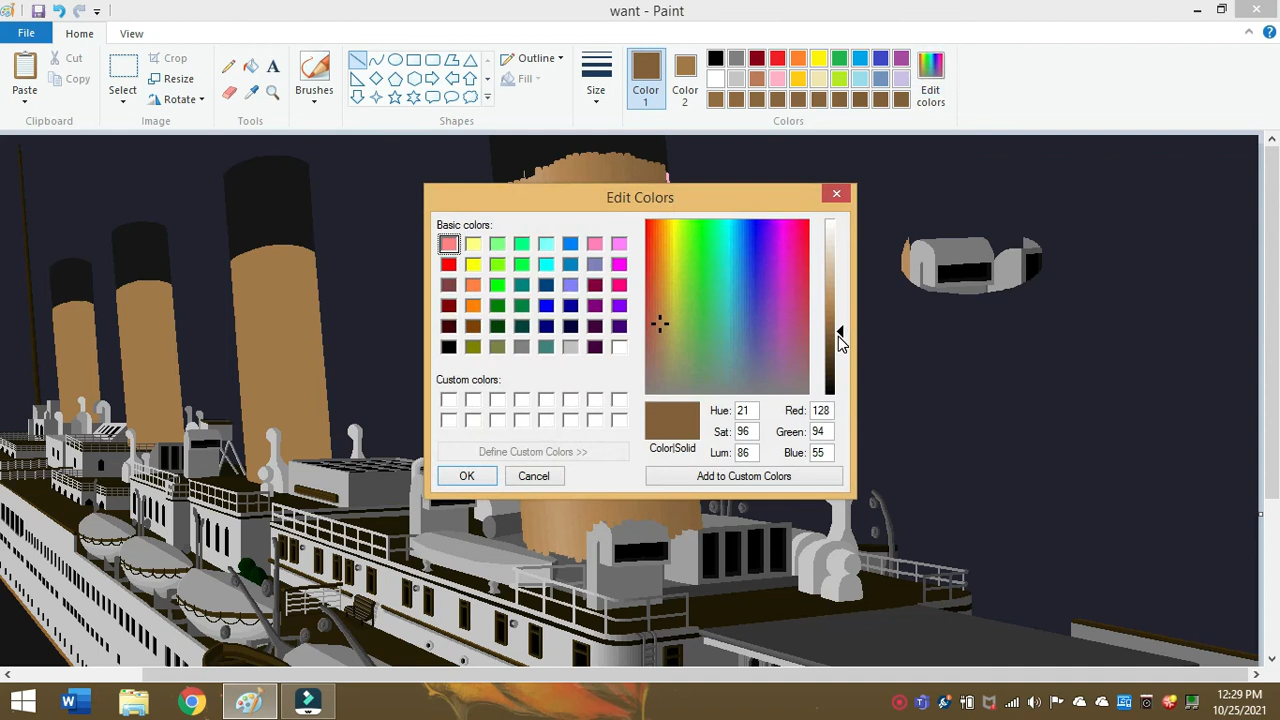 want - Paint
File
Home
View
Paste
Cut
Copy
Clipboard
Select
Crop
Resize
Rotate
Image
A
Tools
Brushes
Outline
Fill
Shapes
Size
Color
1
Color
2
Edit
colors
Colors
Edit Colors
Basic colors:
Custom colors:
Define Custom Colors >>
OK
Cancel
Color|Solid
Hue: 21
Sat: 96
Lum: 86
Red: 128
Green: 94
Blue: 55
Add to Custom Colors
12:29 PM
10/25/2021